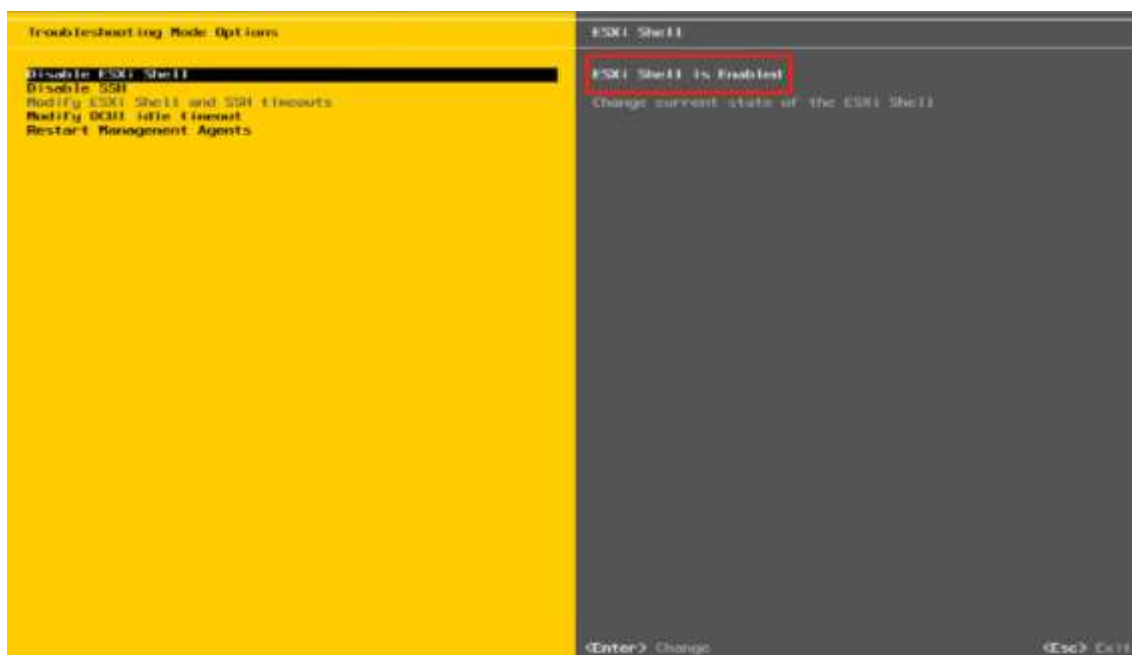 Troubleshooting Mode Options
Disable ESXi Shell
Disable SSH
Modify ESXi Shell and SSH timeouts
Modify DCUI idle timeout
Restart Management Agents
ESXi Shell
ESXi Shell is Enabled
Change current state of the ESXi Shell
<Enter> Change
<Esc> Exit